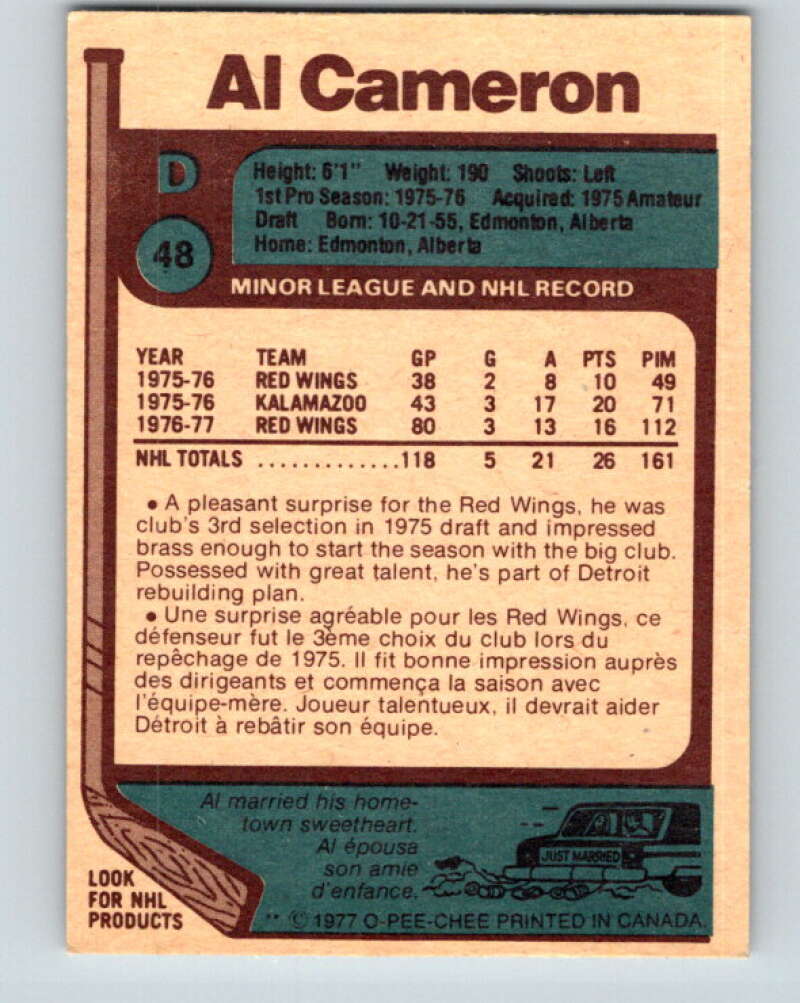 Al Cameron
D
Height: 6'1" Weight: 190 Shoots: Left
1st Pro Season: 1975-76 Acquired: 1975 Amateur
Draft Born: 10-21-55, Edmonton, Alberta
Home: Edmonton, Alberta
48
MINOR LEAGUE AND NHL RECORD
YEAR TEAM GP G A PTS PIM
1975-76 RED WINGS 38 2 8 10 49
1975-76 KALAMAZOO 43 3 17 20 71
1976-77 RED WINGS 80 3 13 16 112
NHL TOTALS .............118 5 21 26 161
• A pleasant surprise for the Red Wings, he was
club's 3rd selection in 1975 draft and impressed
brass enough to start the season with the big club.
Possessed with great talent, he's part of Detroit
rebuilding plan.
• Une surprise agréable pour les Red Wings, ce
défenseur fut le 3ème choix du club lors du
repêchage de 1975. Il fit bonne impression auprès
des dirigeants et commença la saison avec
l'équipe-mère. Joueur talentueux, il devrait aider
Détroit à rebâtir son équipe.
Al married his home-
town sweetheart.
Al épousa
son amie
d'enfance.
JUST MARRIED
LOOK
FOR NHL
PRODUCTS
** © 1977 O-PEE-CHEE PRINTED IN CANADA.